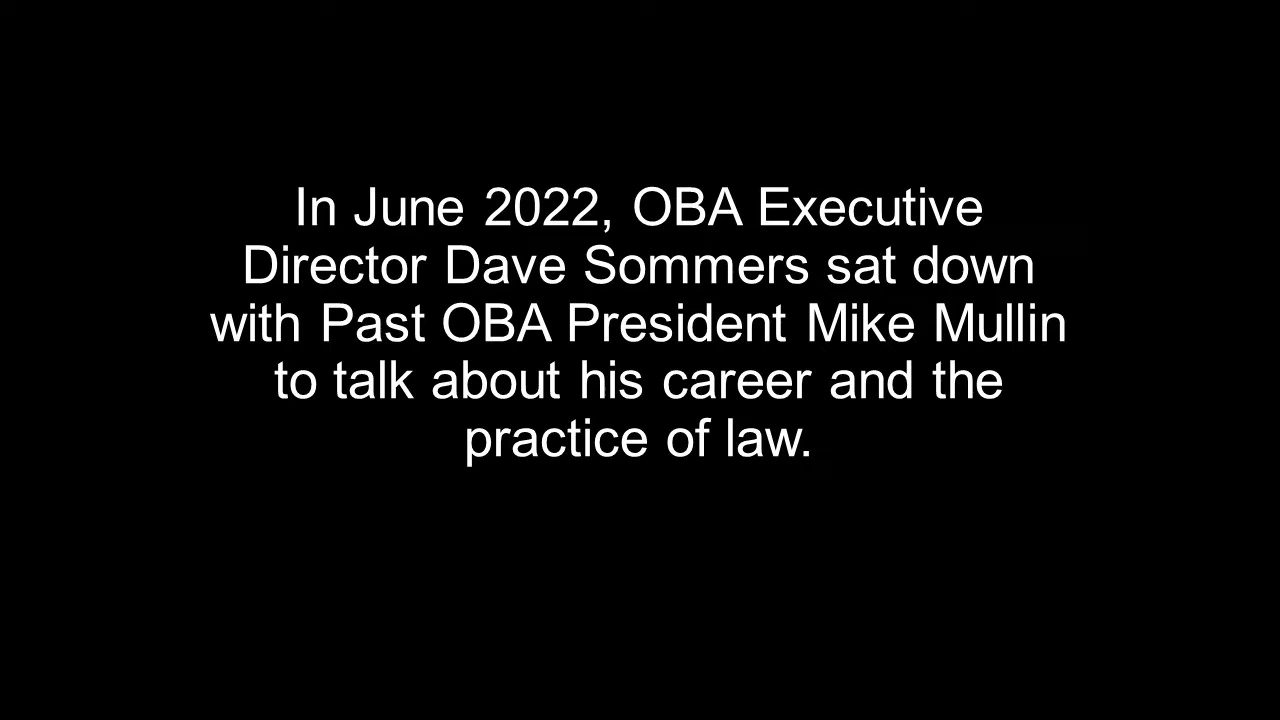 In June 2022, OBA Executive
Director Dave Sommers sat down
with Past OBA President Mike Mullin
to talk about his career and the
practice of law.